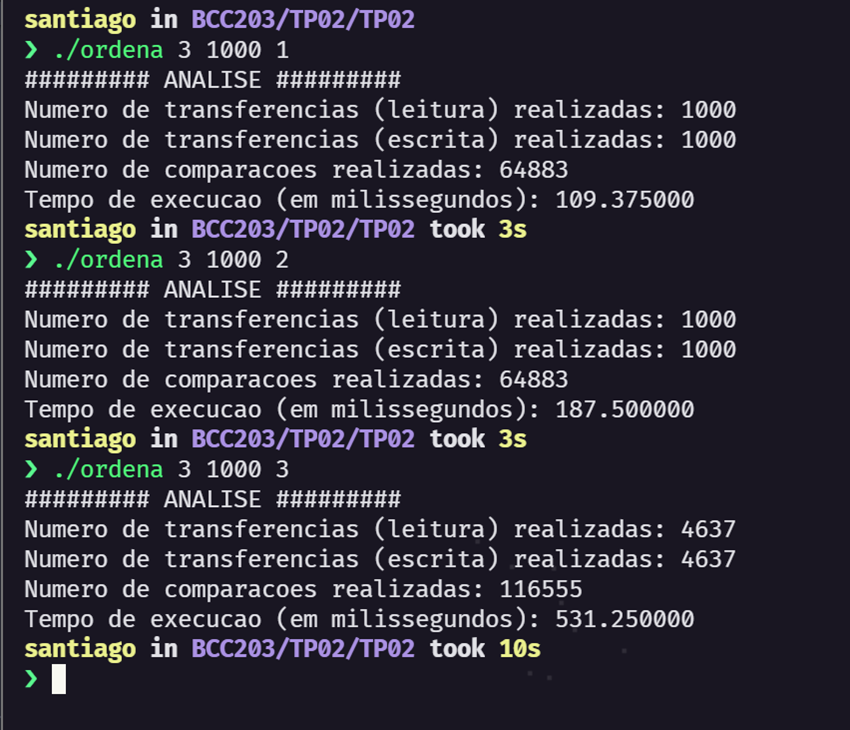 santiago in BCC203/TP02/TP02
❯ ./ordena 3 1000 1
######### ANALISE #########
Numero de transferencias (leitura) realizadas: 1000
Numero de transferencias (escrita) realizadas: 1000
Numero de comparacoes realizadas: 64883
Tempo de execucao (em milissegundos): 109.375000
santiago in BCC203/TP02/TP02 took 3s
❯ ./ordena 3 1000 2
######### ANALISE #########
Numero de transferencias (leitura) realizadas: 1000
Numero de transferencias (escrita) realizadas: 1000
Numero de comparacoes realizadas: 64883
Tempo de execucao (em milissegundos): 187.500000
santiago in BCC203/TP02/TP02 took 3s
❯ ./ordena 3 1000 3
######### ANALISE #########
Numero de transferencias (leitura) realizadas: 4637
Numero de transferencias (escrita) realizadas: 4637
Numero de comparacoes realizadas: 116555
Tempo de execucao (em milissegundos): 531.250000
santiago in BCC203/TP02/TP02 took 10s
❯